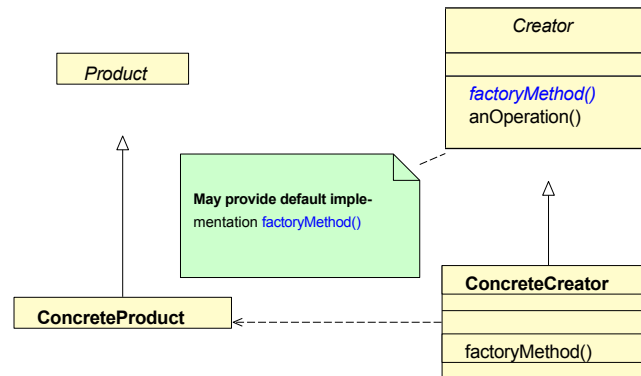 Creator
Product
factoryMethod()
anOperation()
May provide default imple-
mentation factoryMethod()
ConcreteCreator
ConcreteProduct
factoryMethod()